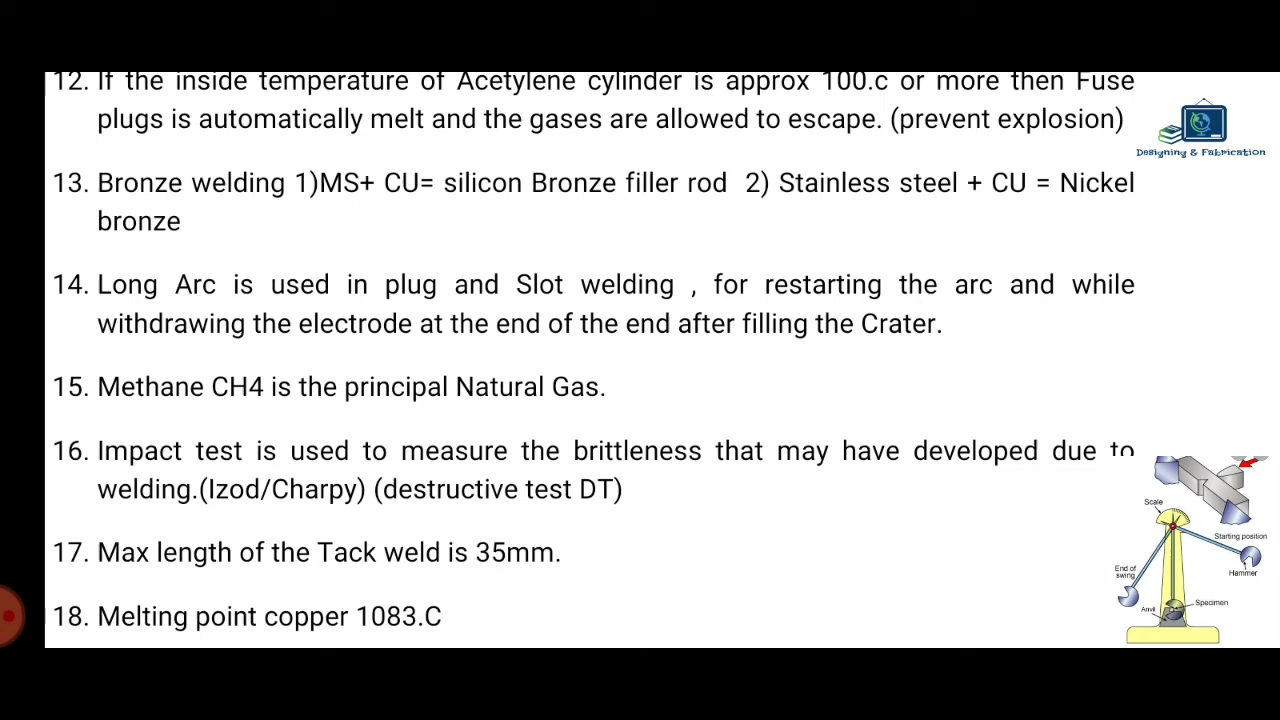 12. If the inside temperature of Acetylene cylinder is approx 100.c or more then Fuse
plugs is automatically melt and the gases are allowed to escape. (prevent explosion)
Designing & Fabrication
13. Bronze welding 1)MS+ CU= silicon Bronze filler rod 2) Stainless steel + CU = Nickel
bronze
14. Long Arc is used in plug and Slot welding , for restarting the arc and while
withdrawing the electrode at the end of the end after filling the Crater.
15. Methane CH4 is the principal Natural Gas.
16. Impact test is used to measure the brittleness that may have developed due to
welding.(Izod/Charpy) (destructive test DT)
17. Max length of the Tack weld is 35mm.
18. Melting point copper 1083.C
Scale
Starting position
End of
swing
Hammer
Specimen
Anvil